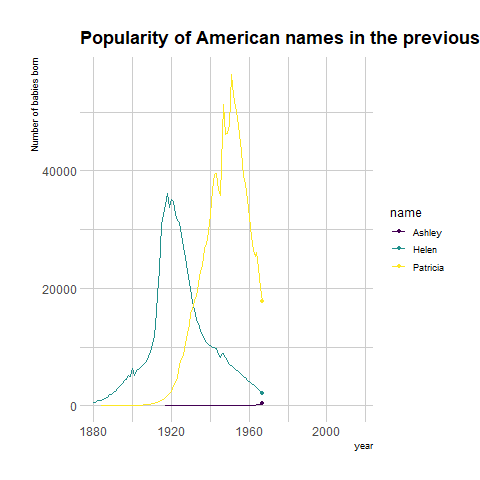 Popularity of American names in the previous
Number of babies born
40000
20000
0
1880
1920
1960
2000
year
name
Ashley
Helen
Patricia